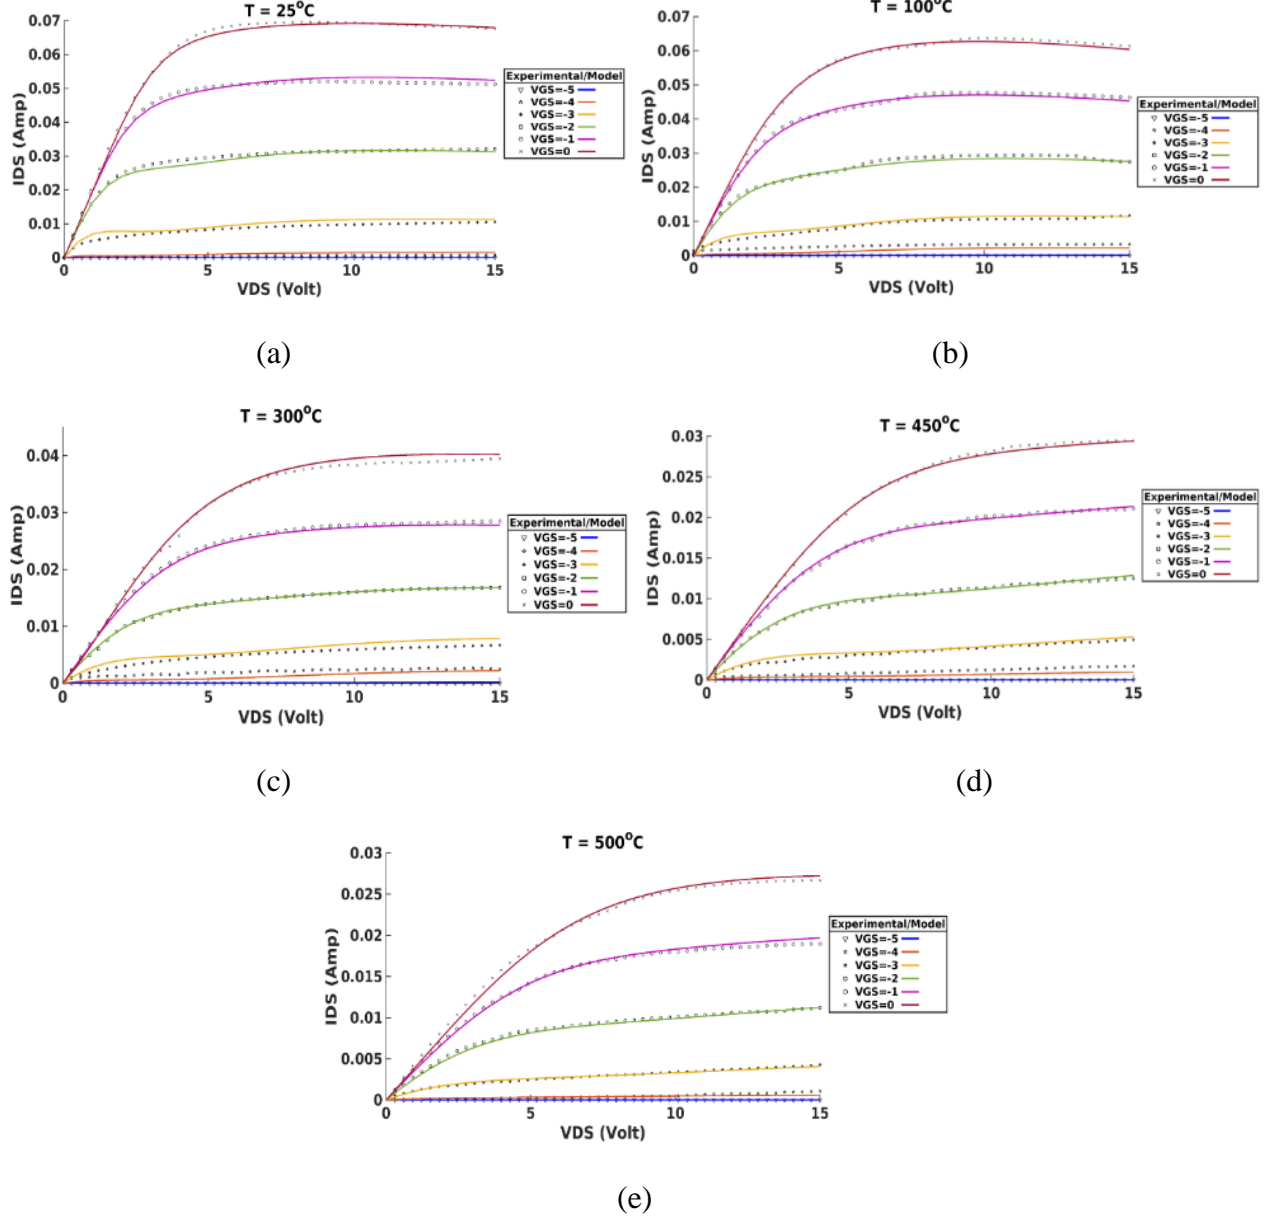 T = 25°C
0.07
0.06
0.05
0.04
0.03
0.02
0.01
0
IDS (Amp)
0 5 10 15
VDS (Volt)
Experimental/Model
VGS=-5
VGS=-4
VGS=-3
VGS=-2
VGS=-1
VGS=0
(a)
T = 100°C
0.07
0.06
0.05
0.04
0.03
0.02
0.01
0
IDS (Amp)
0 5 10 15
VDS (Volt)
Experimental/Model
VGS=-5
VGS=-4
VGS=-3
VGS=-2
VGS=-1
VGS=0
(b)
T = 300°C
0.04
0.03
0.02
0.01
0
IDS (Amp)
0 5 10 15
VDS (Volt)
Experimental/Model
VGS=-5
VGS=-4
VGS=-3
VGS=-2
VGS=-1
VGS=0
(c)
T = 450°C
0.03
0.025
0.02
0.015
0.01
0.005
0
IDS (Amp)
0 5 10 15
VDS (Volt)
Experimental/Model
VGS=-5
VGS=-4
VGS=-3
VGS=-2
VGS=-1
VGS=0
(d)
T = 500°C
0.03
0.025
0.02
0.015
0.01
0.005
0
IDS (Amp)
0 5 10 15
VDS (Volt)
Experimental/Model
VGS=-5
VGS=-4
VGS=-3
VGS=-2
VGS=-1
VGS=0
(e)